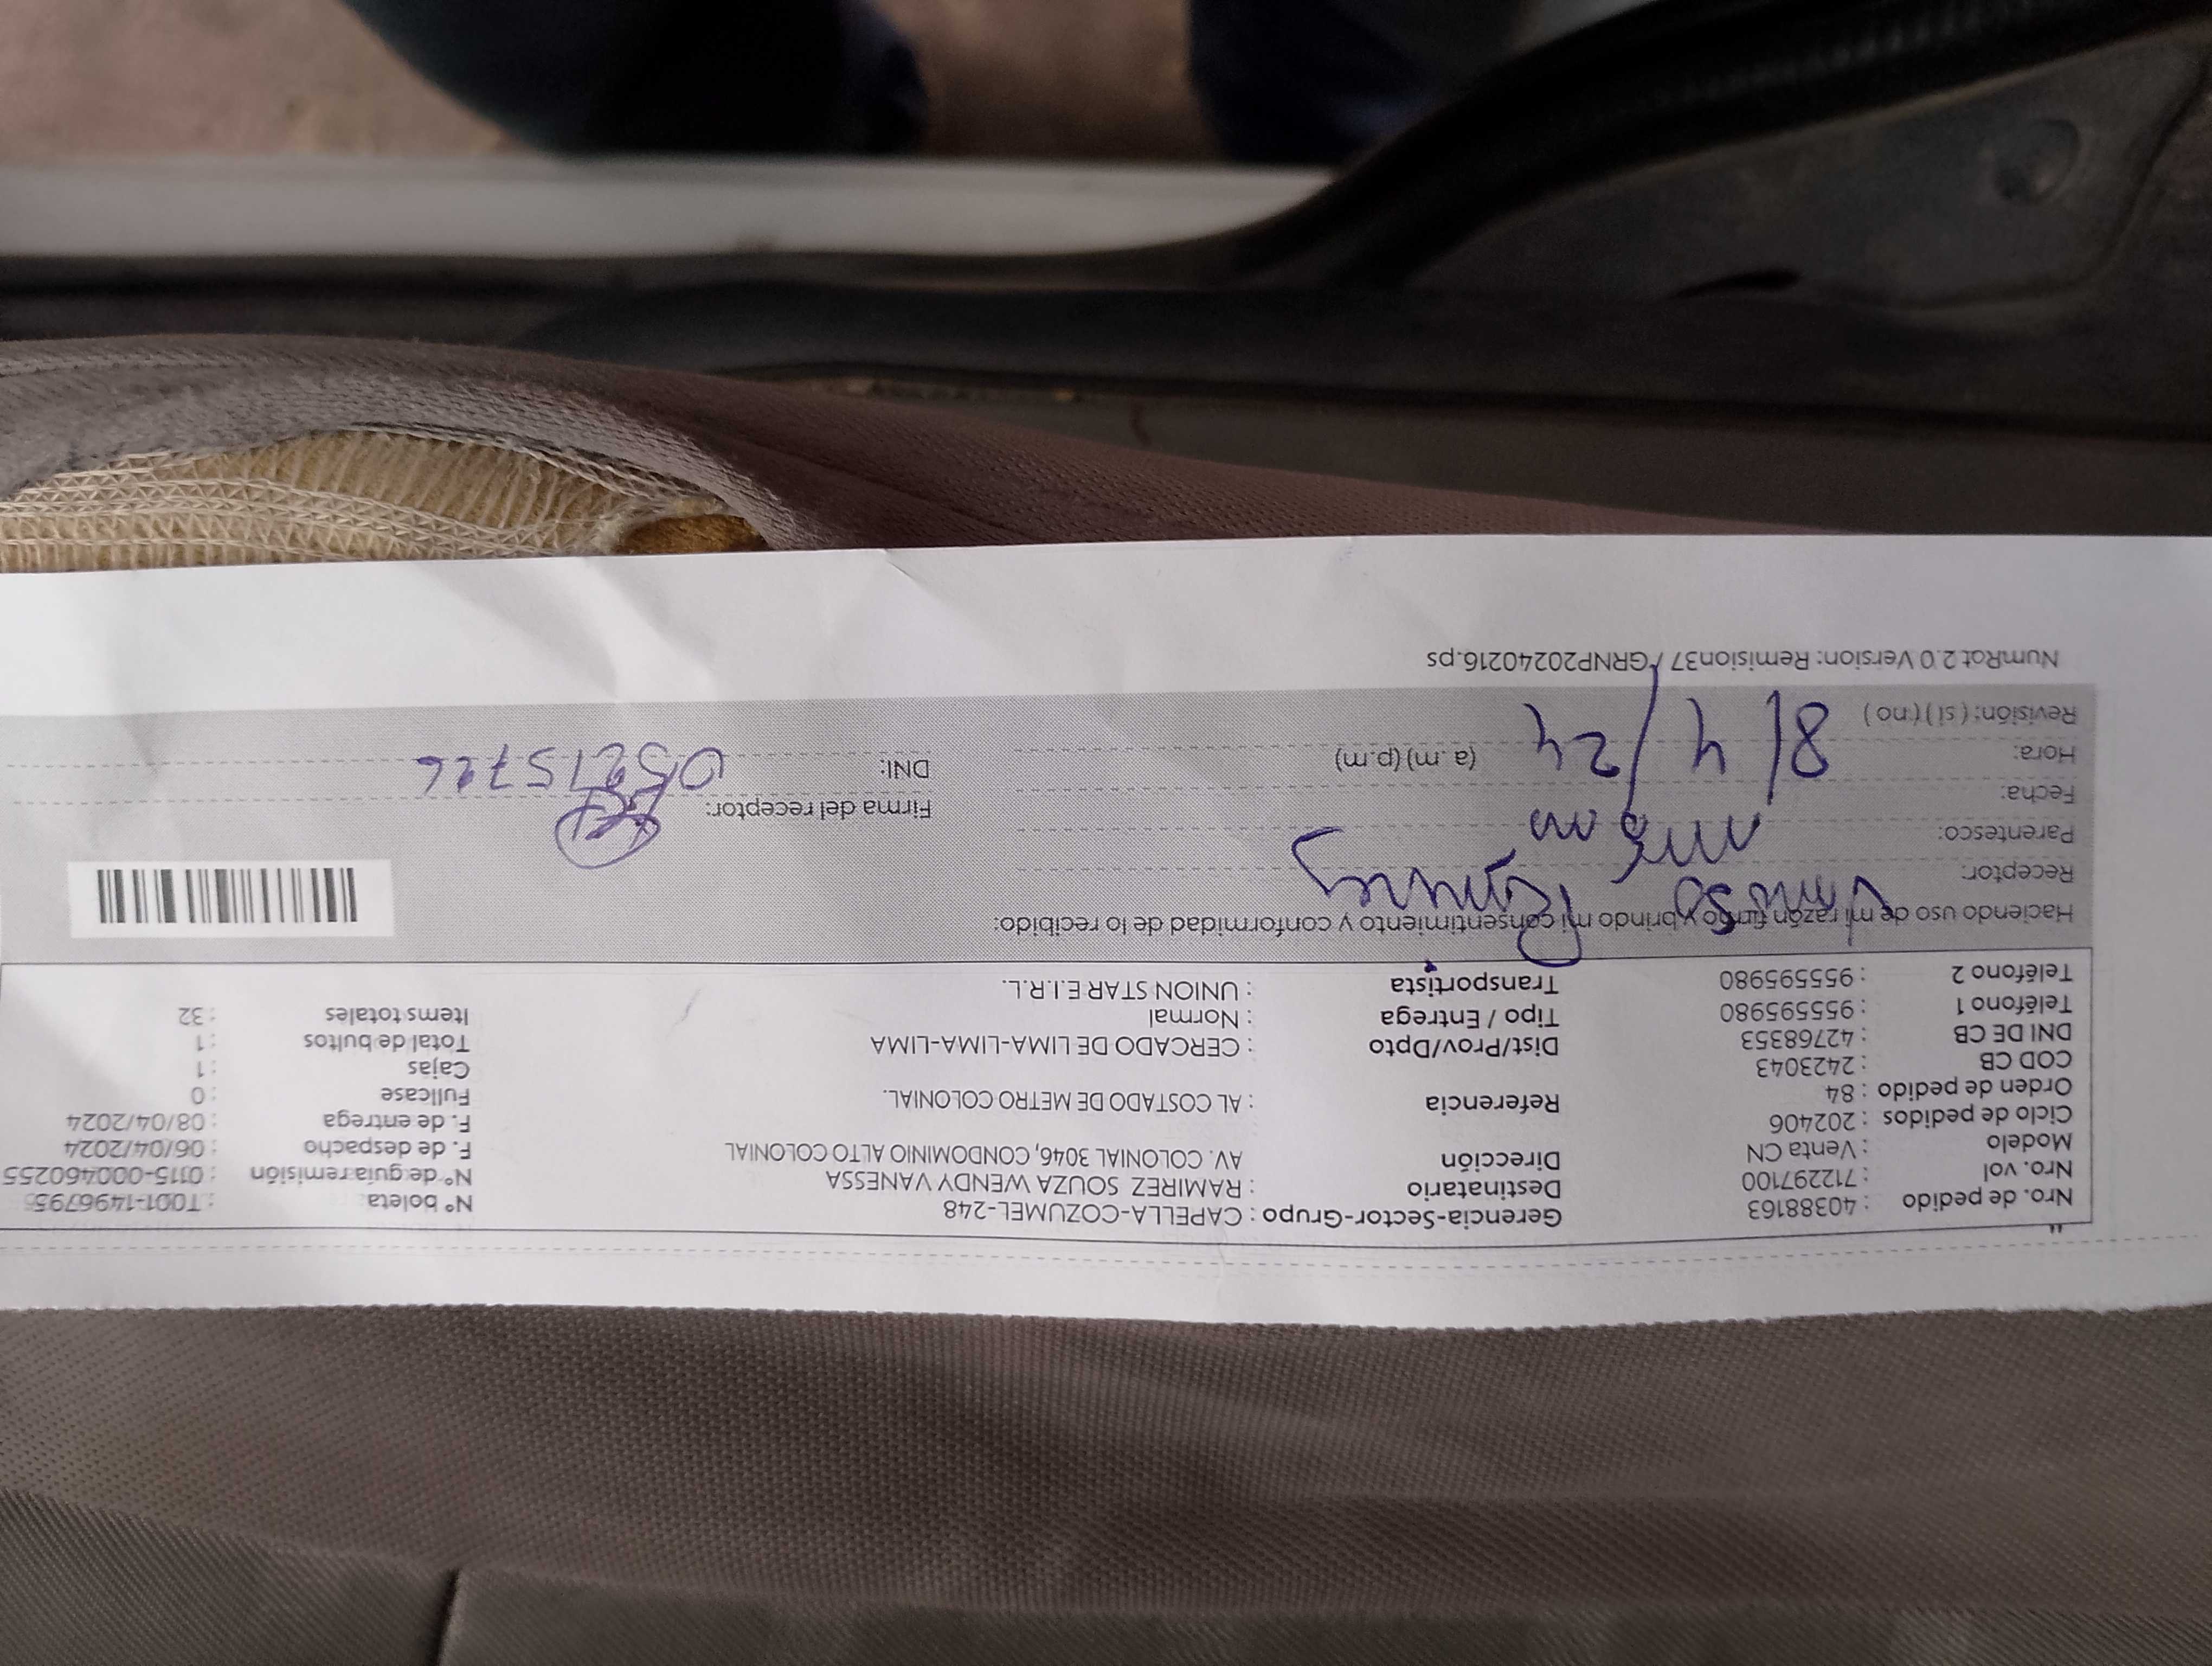 "
Nro. de pedido : 40388163
Nro. vol : 712297100
Modelo : Venta CN
Ciclo de pedidos : 202406
Orden de pedido : 84
COD CB : 2423043
DNI DE CB : 42768353
Teléfono 1 : 955595980
Teléfono 2 : 955595980
Gerencia-Sector-Grupo : CAPELLA-COZUMEL-248
Destinatario : RAMIREZ SOUZA WENDY VANESSA
Dirección AV. COLONIAL 3046, CONDOMINIO ALTO COLONIAL
Referencia : AL COSTADO DE METRO COLONIAL.
Dist/Prov/Dpto : CERCADO DE LIMA-LIMA-LIMA
Tipo / Entrega : Normal
Transportista : UNION STAR E.I.R.L.
N° boleta : T001-1496795
N° de guía remisión : 0115-000460255
F. de despacho : 06/04/2024
F. de entrega : 08/04/2024
Fullcase : 0
Cajas : 1
Total de bultos : 1
Items totales : 32
Haciendo uso de mi razón firmo y brindo mi consentimiento y conformidad de lo recibido:
Receptor: Ramirez
Parentesco:
Fecha: 8/4/24
Hora: (a.m) (p.m)
Revisión: ( si ) ( no )
Firma del receptor:
DNI:
NumRot 2.0 Version: Remision37 / GRNP20240216.ps